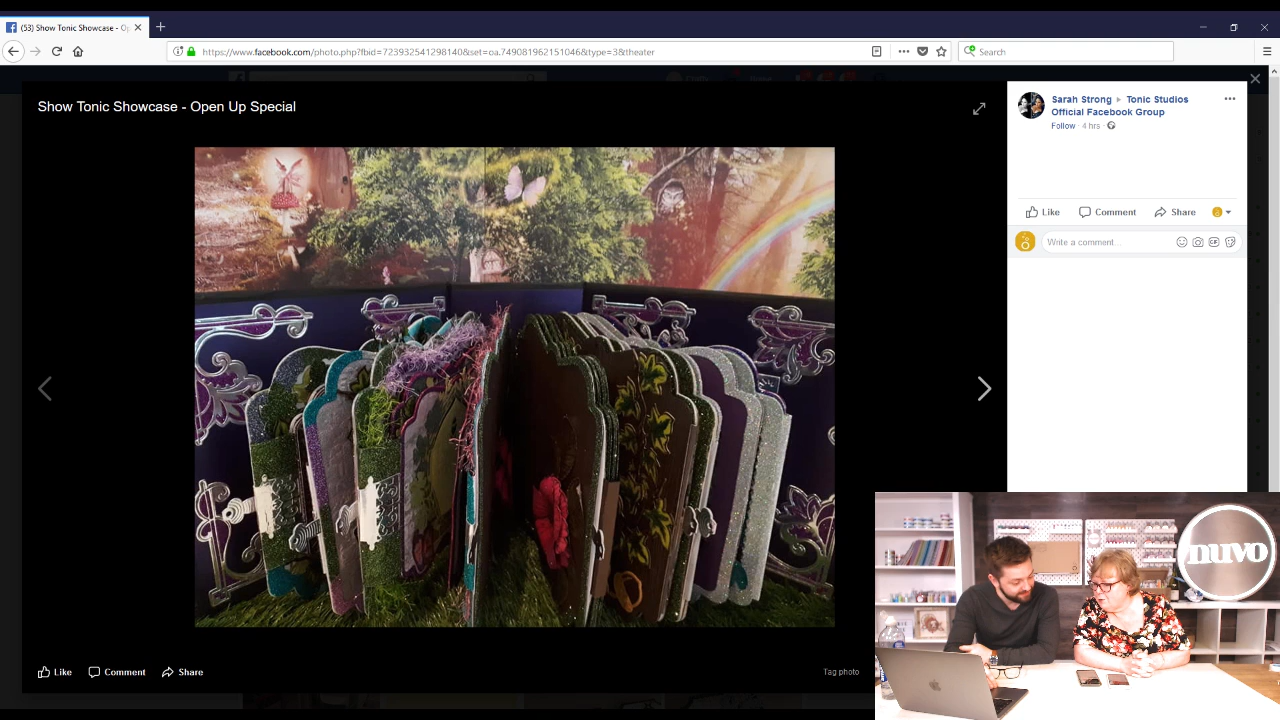 (53) Show Tonic Showcase - Op
https://www.facebook.com/photo.php?fbid=723932541298140&set=oa.749081962151046&type=3&theater
Search
Show Tonic Showcase - Open Up Special
Sarah Strong ▸ Tonic Studios
Official Facebook Group
Follow · 4 hrs ·
Like Comment Share
Write a comment...
GIF
nuvo
Like Comment Share
Tag photo